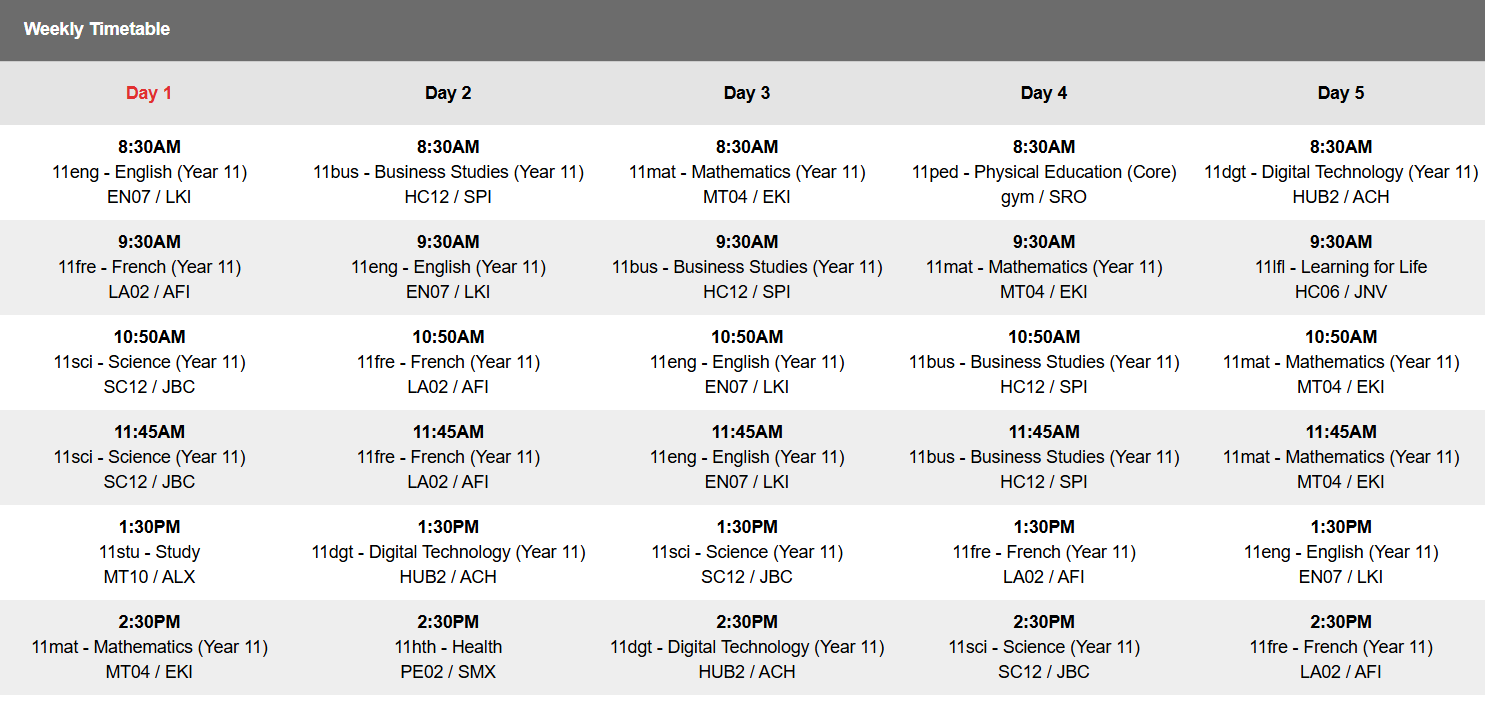 Weekly Timetable
Day 1 Day 2 Day 3 Day 4 Day 5
8:30AM 8:30AM 8:30AM 8:30AM 8:30AM
11eng - English (Year 11) 11bus - Business Studies (Year 11) 11mat - Mathematics (Year 11) 11ped - Physical Education (Core) 11dgt - Digital Technology (Year 11)
EN07 / LKI HC12 / SPI MT04 / EKI gym / SRO HUB2 / ACH
9:30AM 9:30AM 9:30AM 9:30AM 9:30AM
11fre - French (Year 11) 11eng - English (Year 11) 11bus - Business Studies (Year 11) 11mat - Mathematics (Year 11) 11lfl - Learning for Life
LA02 / AFI EN07 / LKI HC12 / SPI MT04 / EKI HC06 / JNV
10:50AM 10:50AM 10:50AM 10:50AM 10:50AM
11sci - Science (Year 11) 11fre - French (Year 11) 11eng - English (Year 11) 11bus - Business Studies (Year 11) 11mat - Mathematics (Year 11)
SC12 / JBC LA02 / AFI EN07 / LKI HC12 / SPI MT04 / EKI
11:45AM 11:45AM 11:45AM 11:45AM 11:45AM
11sci - Science (Year 11) 11fre - French (Year 11) 11eng - English (Year 11) 11bus - Business Studies (Year 11) 11mat - Mathematics (Year 11)
SC12 / JBC LA02 / AFI EN07 / LKI HC12 / SPI MT04 / EKI
1:30PM 1:30PM 1:30PM 1:30PM 1:30PM
11stu - Study 11dgt - Digital Technology (Year 11) 11sci - Science (Year 11) 11fre - French (Year 11) 11eng - English (Year 11)
MT10 / ALX HUB2 / ACH SC12 / JBC LA02 / AFI EN07 / LKI
2:30PM 2:30PM 2:30PM 2:30PM 2:30PM
11mat - Mathematics (Year 11) 11hth - Health 11dgt - Digital Technology (Year 11) 11sci - Science (Year 11) 11fre - French (Year 11)
MT04 / EKI PE02 / SMX HUB2 / ACH SC12 / JBC LA02 / AFI